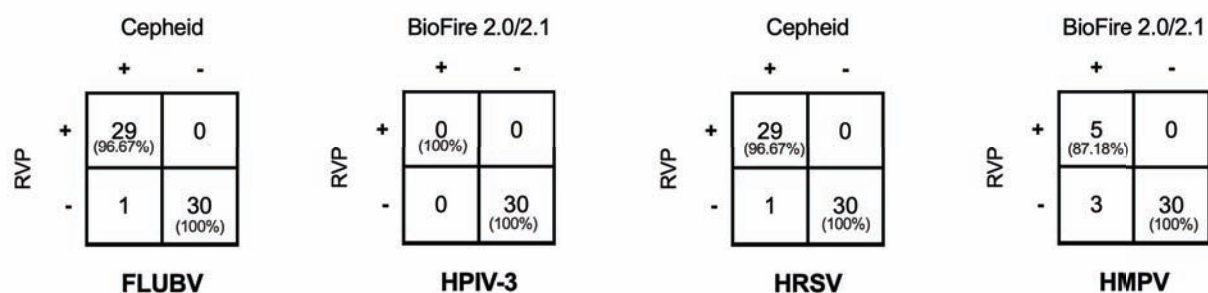 Cepheid
+ -
RVP
+ 29 (96.67%) 0
- 1 30 (100%)
FLUBV
BioFire 2.0/2.1
+ -
RVP
+ 0 (100%) 0
- 0 30 (100%)
HPIV-3
Cepheid
+ -
RVP
+ 29 (96.67%) 0
- 1 30 (100%)
HRSV
BioFire 2.0/2.1
+ -
RVP
+ 5 (87.18%) 0
- 3 30 (100%)
HMPV